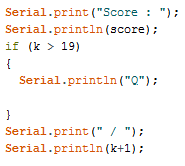 Serial.print("Score : ");
Serial.println(score);
if (k > 19)
{
Serial.println("Q");
}
Serial.print(" / ");
Serial.println(k+1);